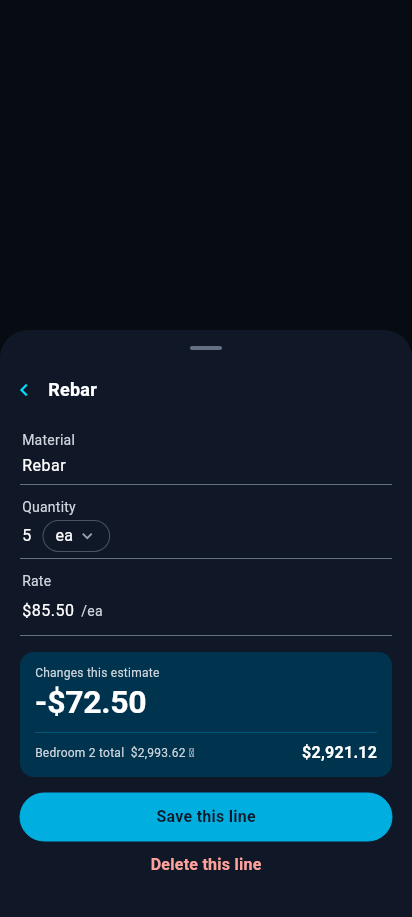 Rebar
Material
Rebar
Quantity
5 ea
Rate
$85.50 /ea
Changes this estimate
-$72.50
Bedroom 2 total $2,993.62 $2,921.12
Save this line
Delete this line